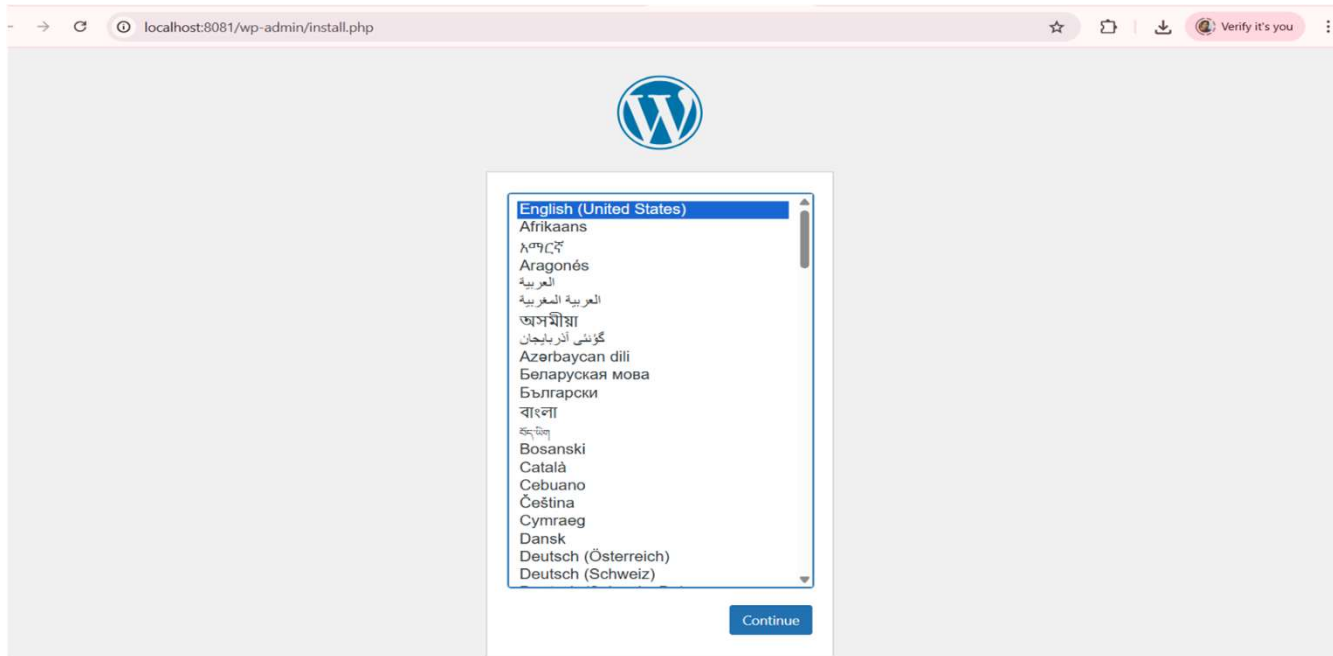 localhost:8081/wp-admin/install.php
Verify it's you
English (United States)
Afrikaans
አማርኛ
Aragonés
العربية
العربية المغربية
অসমীয়া
گؤنئی آذربایجان
Azərbaycan dili
Беларуская мова
Български
বাংলা
བོད་ཡིག
Bosanski
Català
Cebuano
Čeština
Cymraeg
Dansk
Deutsch (Österreich)
Deutsch (Schweiz)
Continue